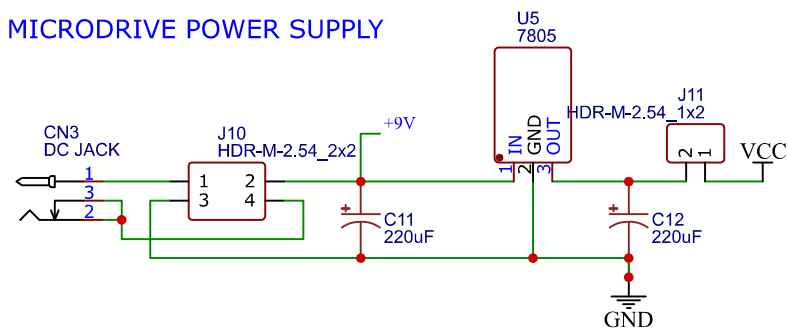 MICRODRIVE POWER SUPPLY
U5
7805
CN3
DC JACK
J10
HDR-M-2.54_2x2
+9V
J11
HDR-M-2.54_1x2
IN
GND
OUT
1
2
3
2
1
VCC
1
3
2
1
2
3
4
C11
220uF
C12
220uF
GND